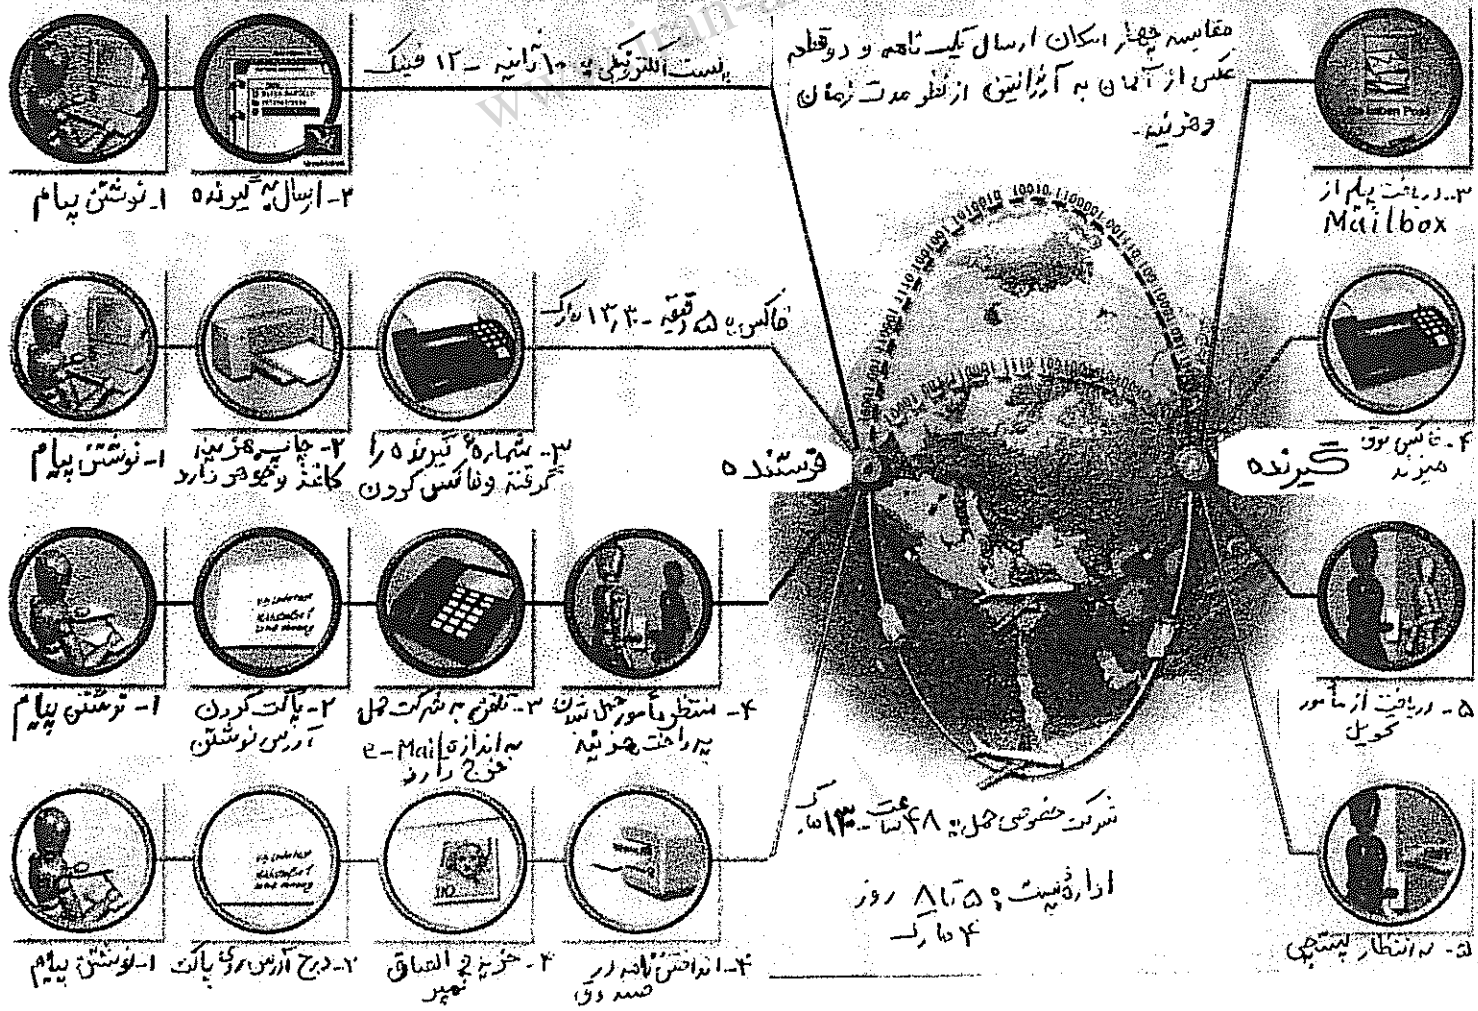 مقایسه چهار امکان ارسال یک نامه و دو قطعه
عکس از آلمان به آرژانتین از نظر مدت زمان
و هزینه.
پست الکترونیکی: ۱۰ ثانیه - ۱۲ فینگ
۱- نوشتن پیام
۲- ارسال به گیرنده
۳- دریافت پیام از
Mailbox
فاکس: ۵ دقیقه - ۱۳٫۳۰ مارک
۱- نوشتن پیام
۲- چاپ هزینه
کاغذ و جوهر دارد
۳- شماره گیرنده را
گرفته و فاکس کردن
۴- فاکس بوق
میزند
فرستنده
گیرنده
۱- نوشتن پیام
۲- پاکت کردن
آدرس نوشتن
۳- تلفن به شرکت حمل
به اندازه e-Mail
خرج دارد
۴- منتظر مأمور حمل شدن
پرداخت هزینه
۵- دریافت از مأمور
تحویل
شرکت خصوصی حمل: ۴۸ ساعت - ۱۳۰ مارک
اداره پست: ۵ تا ۸ روز
۴ مارک
۱- نوشتن پیام
۲- درج آدرس روی پاکت
۳- خرید و الصاق
تمبر
110
۴- انداختن نامه در
صندوق
۵- به انتظار پستچی